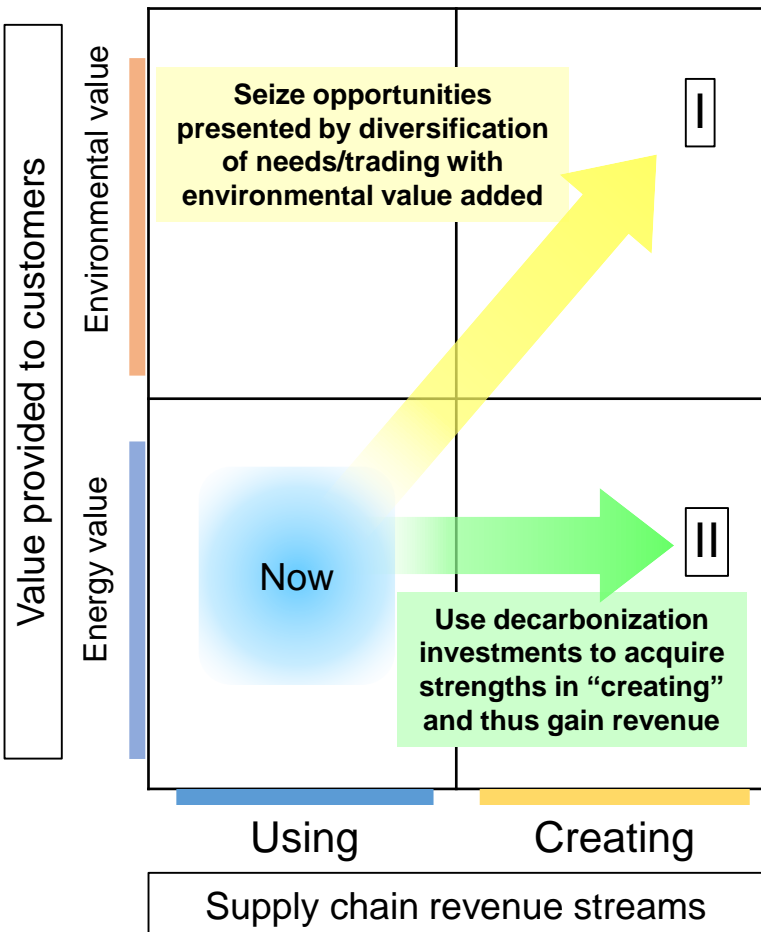 Value provided to customers
Environmental value
Energy value
Seize opportunities
presented by diversification
of needs/trading with
environmental value added
I
Now
II
Use decarbonization
investments to acquire
strengths in “creating”
and thus gain revenue
Using
Creating
Supply chain revenue streams